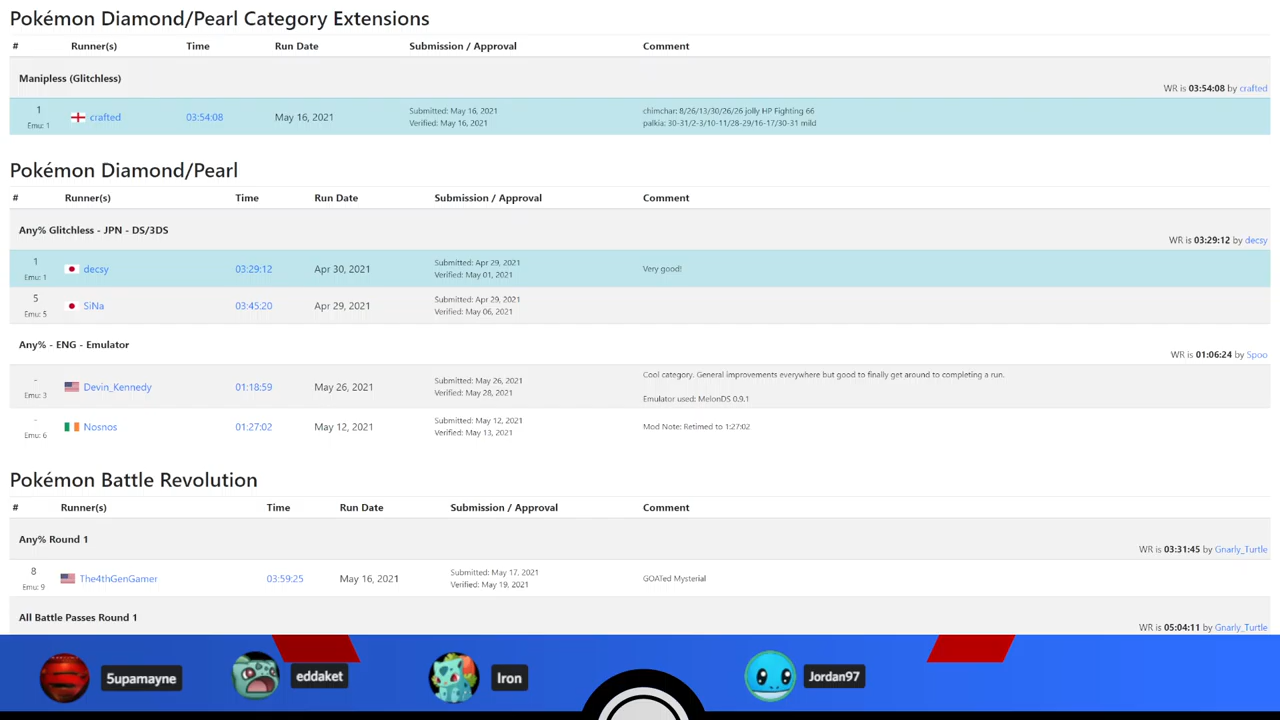 Pokémon Diamond/Pearl Category Extensions
# Runner(s) Time Run Date Submission / Approval Comment
Manipless (Glitchless)
WR is 03:54:08 by crafted
1 Emu: 1 crafted 03:54:08 May 16, 2021 Submitted: May 16, 2021 chimchar: 8/26/13/30/26/26 jolly HP Fighting 66
Verified: May 16, 2021 palkia: 30-31/2-3/10-11/28-29/16-17/30-31 mild
Pokémon Diamond/Pearl
# Runner(s) Time Run Date Submission / Approval Comment
Any% Glitchless - JPN - DS/3DS
WR is 03:29:12 by decsy
1 Emu: 1 decsy 03:29:12 Apr 30, 2021 Submitted: Apr 29, 2021 Very good!
Verified: May 01, 2021
5 Emu: 5 SiNa 03:45:20 Apr 29, 2021 Submitted: Apr 29, 2021
Verified: May 06, 2021
Any% - ENG - Emulator
WR is 01:06:24 by Spoo
- Emu: 3 Devin_Kennedy 01:18:59 May 26, 2021 Submitted: May 26, 2021 Cool category. General improvements everywhere but good to finally get around to completing a run.
Verified: May 28, 2021 Emulator used: MelonDS 0.9.1
- Emu: 6 Nosnos 01:27:02 May 12, 2021 Submitted: May 12, 2021 Mod Note: Retimed to 1:27:02
Verified: May 13, 2021
Pokémon Battle Revolution
# Runner(s) Time Run Date Submission / Approval Comment
Any% Round 1
WR is 03:31:45 by Gnarly_Turtle
8 Emu: 9 The4thGenGamer 03:59:25 May 16, 2021 Submitted: May 17, 2021 GOATed Mysterial
Verified: May 19, 2021
All Battle Passes Round 1
WR is 05:04:11 by Gnarly_Turtle
5upamayne eddaket Iron Jordan97